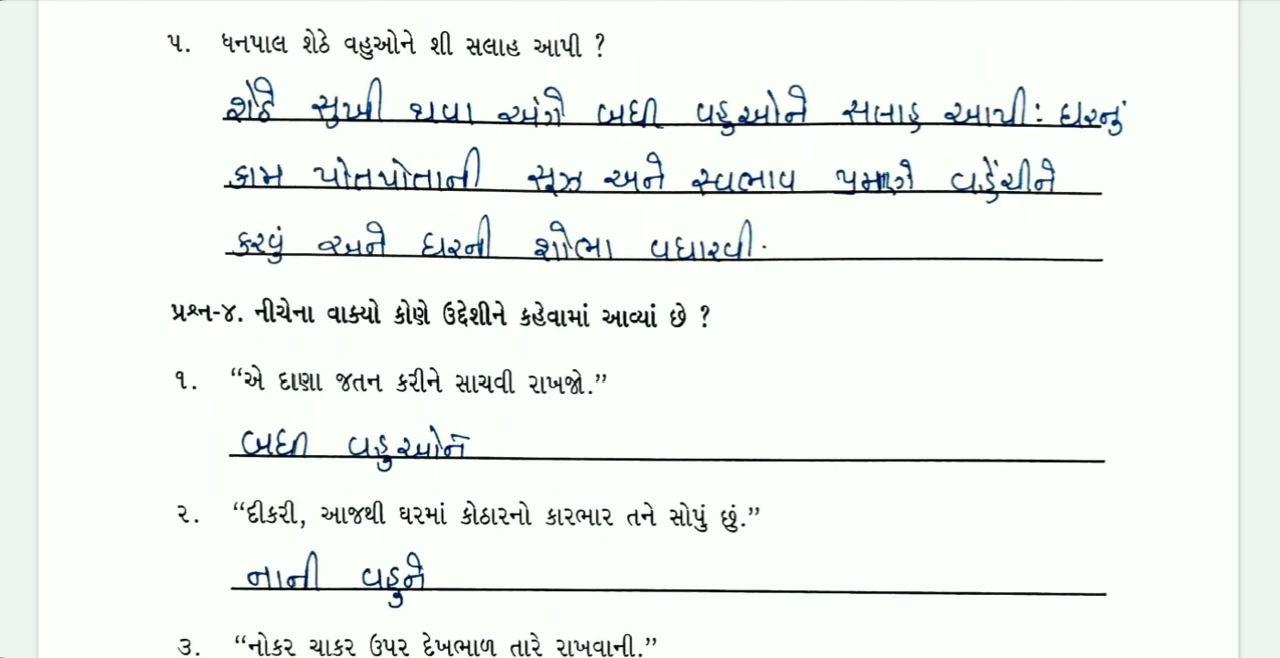 ૫. ધનપાલ શેઠે વહુઓને શી સલાહ આપી ?
શેઠે સુખી થવા અંગે બધી વહુઓને સલાહ આપી : ઘરનું
કામ પોતપોતાની સૂઝ અને સ્વભાવ પ્રમાણે વહેંચીને
કરવું અને ઘરની શોભા વધારવી.
પ્રશ્ન-૪. નીચેના વાક્યો કોણે ઉદ્દેશીને કહેવામાં આવ્યાં છે ?
૧. “એ દાણા જતન કરીને સાચવી રાખજો.”
બધી વહુઓને
૨. “દીકરી, આજથી ઘરમાં કોઠારનો કારભાર તને સોપું છું.”
નાની વહુને
૩. “નોકર ચાકર ઉપર દેખભાળ તારે રાખવાની.”